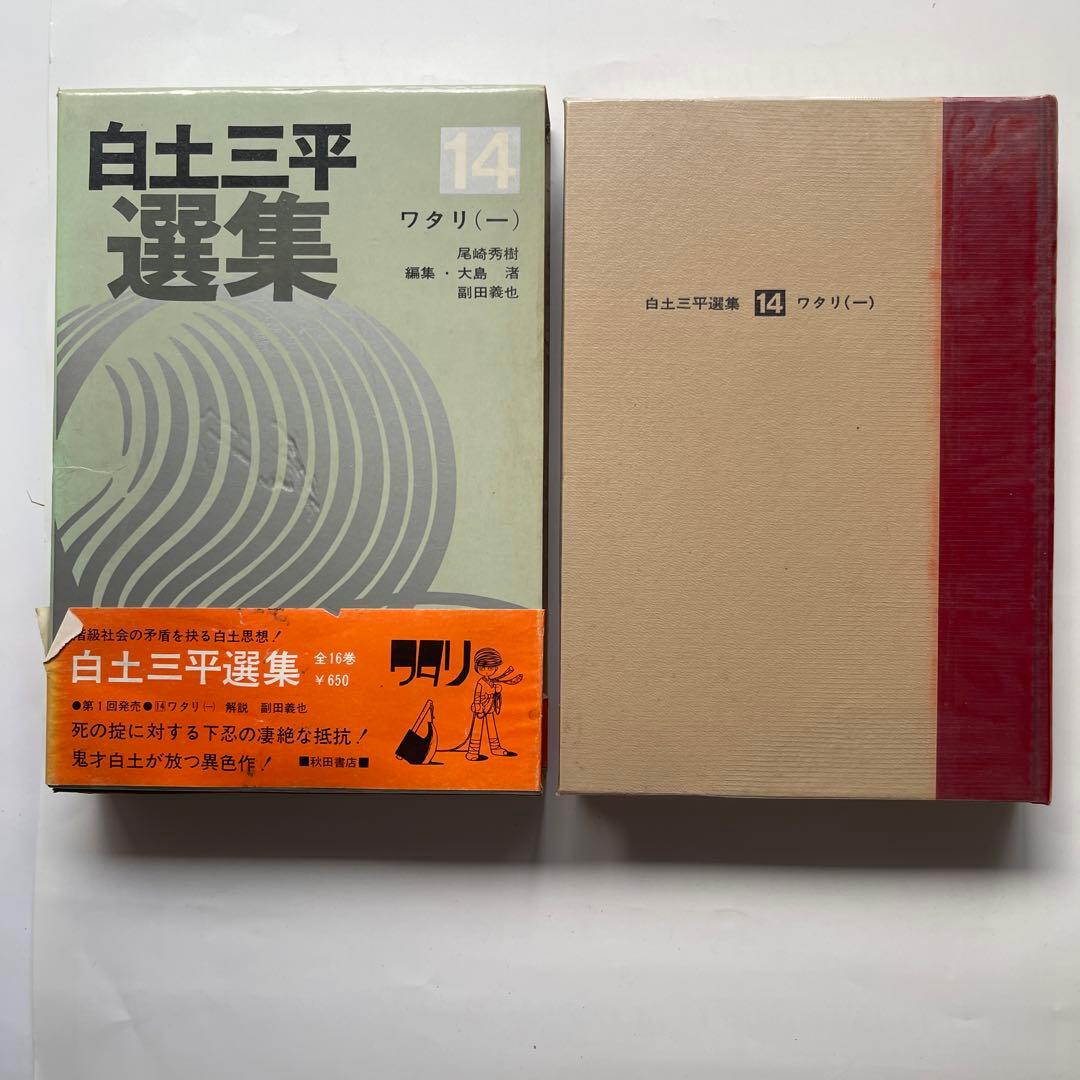 白土三平
選集
14
ワタリ(一)
尾崎秀樹
編集・大島 渚
副田義也
階級社会の矛盾を抉る白土思想!
白土三平選集
全16巻
¥650
●第1回発売●⑭ワタリ㈠ 解説 副田義也
死の掟に対する下忍の凄絶な抵抗!
鬼才白土が放つ異色作!
■秋田書店■
ワタリ
白土三平選集 14 ワタリ(一)